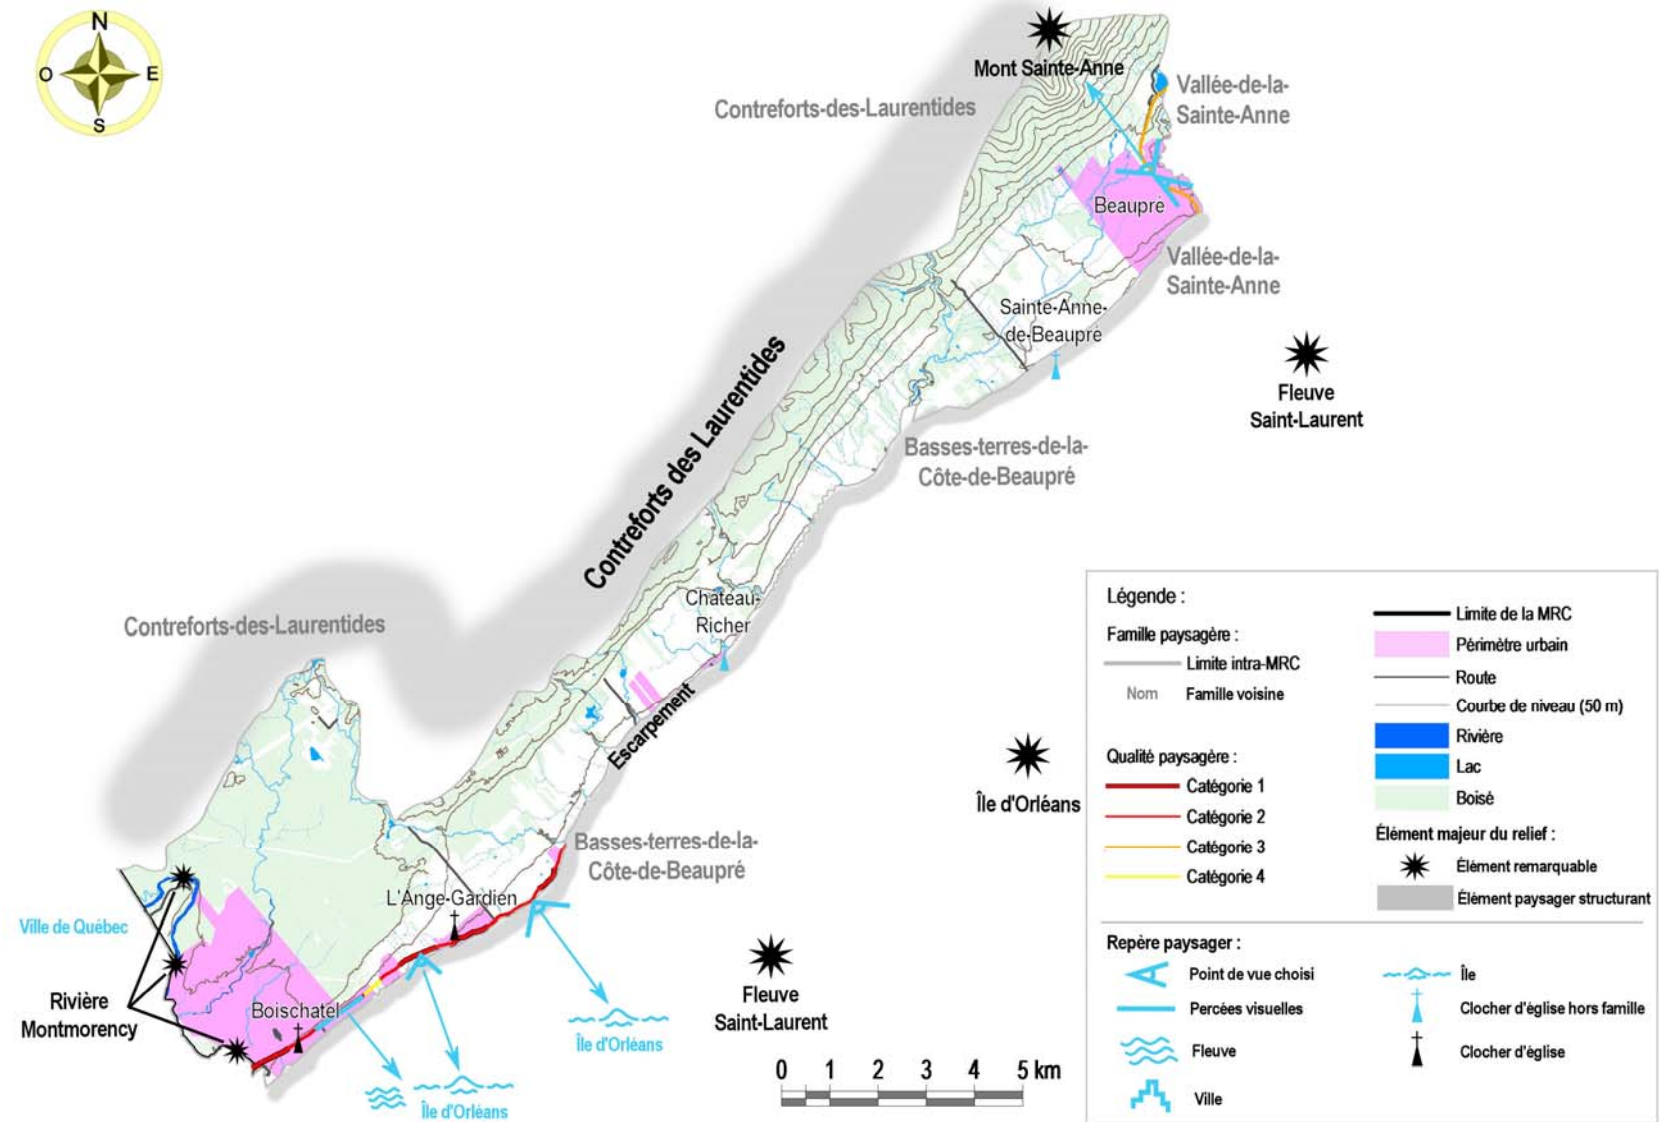 N
O
E
S
Mont Sainte-Anne
Vallée-de-la-
Sainte-Anne
Contreforts-des-Laurentides
Beaupré
Vallée-de-la-
Sainte-Anne
Sainte-Anne-
de-Beaupré
Fleuve
Saint-Laurent
Contreforts des Laurentides
Basses-terres-de-la-
Côte-de-Beaupré
Château-
Richer
Contreforts-des-Laurentides
Escarpement
Île d'Orléans
Basses-terres-de-la-
Côte-de-Beaupré
L'Ange-Gardien
Ville de Québec
Rivière
Montmorency
Boischatel
Fleuve
Saint-Laurent
Île d'Orléans
Île d'Orléans
0 1 2 3 4 5 km
Légende :
Famille paysagère :
Limite intra-MRC
Nom Famille voisine
Qualité paysagère :
Catégorie 1
Catégorie 2
Catégorie 3
Catégorie 4
Limite de la MRC
Périmètre urbain
Route
Courbe de niveau (50 m)
Rivière
Lac
Boisé
Élément majeur du relief :
Élément remarquable
Élément paysager structurant
Repère paysager :
Point de vue choisi
Percées visuelles
Fleuve
Ville
Île
Clocher d'église hors famille
Clocher d'église